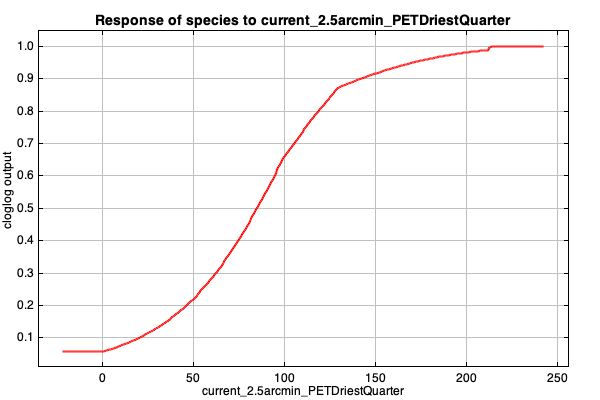 Response of species to current_2.5arcmin_PETDriestQuarter
1.0
0.9
0.8
0.7
0.6
0.5
0.4
0.3
0.2
0.1
cloglog output
0 50 100 150 200 250
current_2.5arcmin_PETDriestQuarter